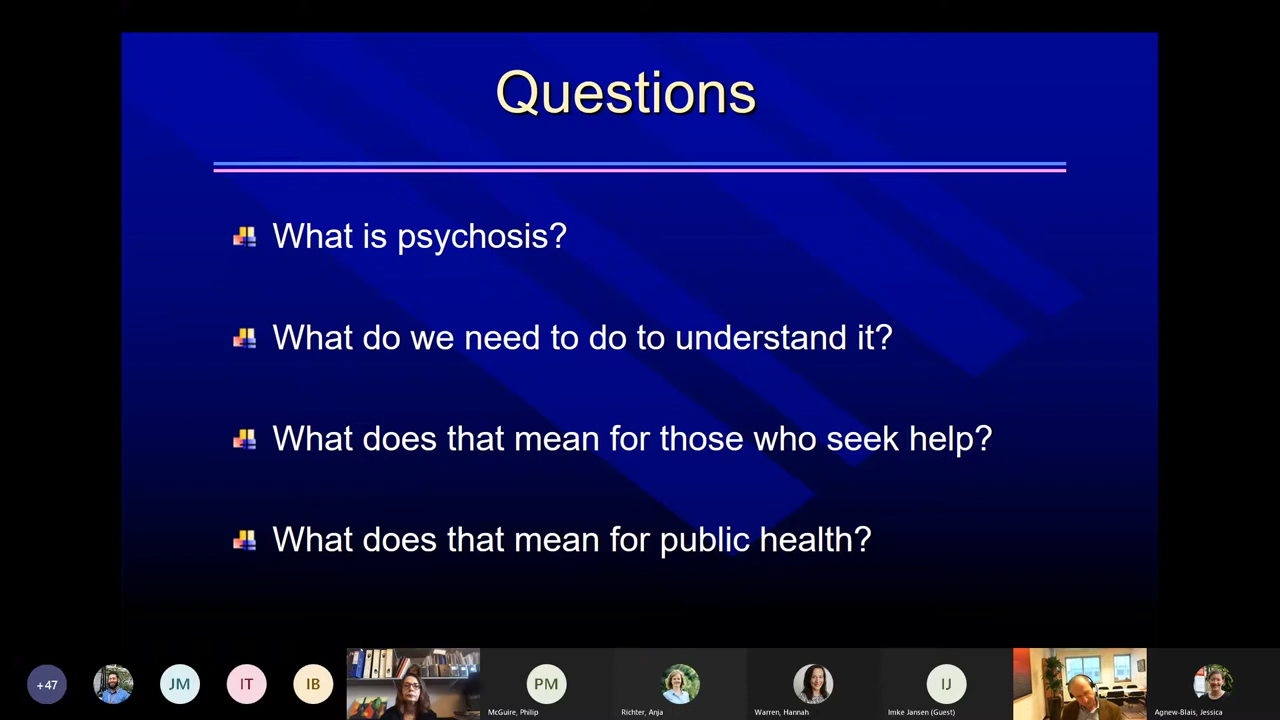 Questions
What is psychosis?
What do we need to do to understand it?
What does that mean for those who seek help?
What does that mean for public health?
+47
JM
IT
IB
PM
McGuire, Philip
Richter, Anja
Warren, Hannah
IJ
Imke Jansen (Guest)
Agnew-Blais, Jessica